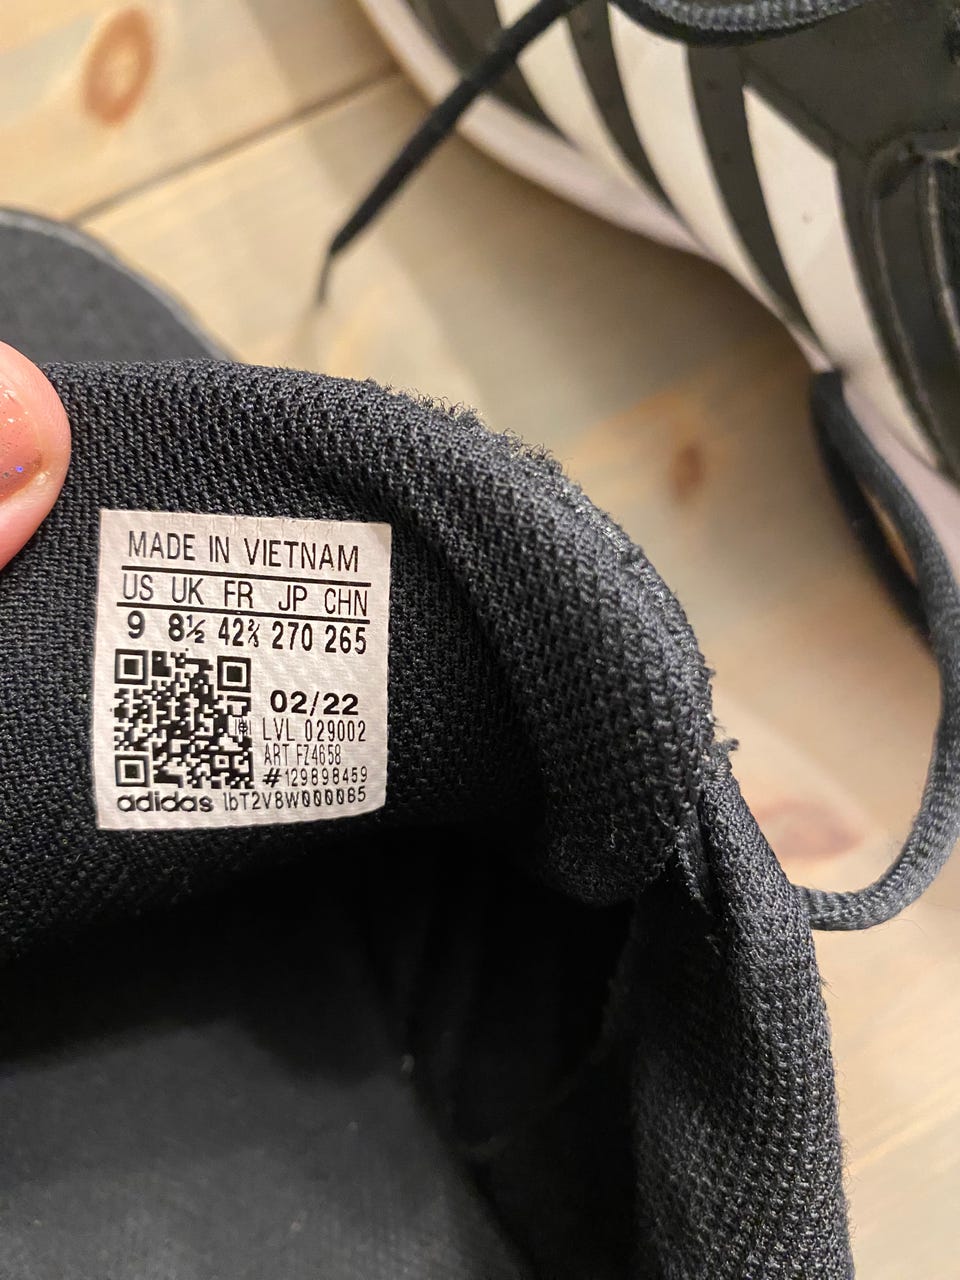 MADE IN VIETNAM
US UK FR JP CHN
9 8½ 42⅔ 270 265
02/22
LVL 029002
ART FZ4658
#129898459
adidas 1bT2V8W000085